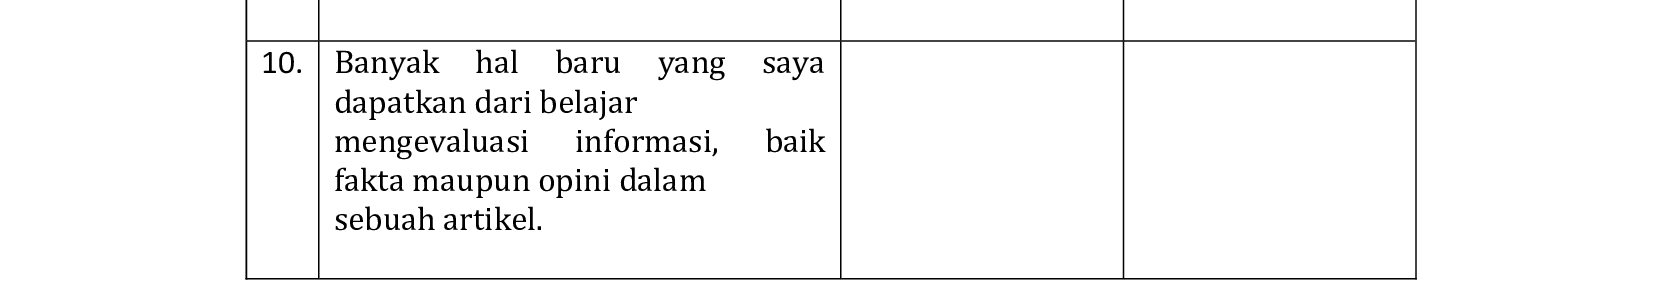 10. Banyak hal baru yang saya
dapatkan dari belajar
mengevaluasi informasi, baik
fakta maupun opini dalam
sebuah artikel.